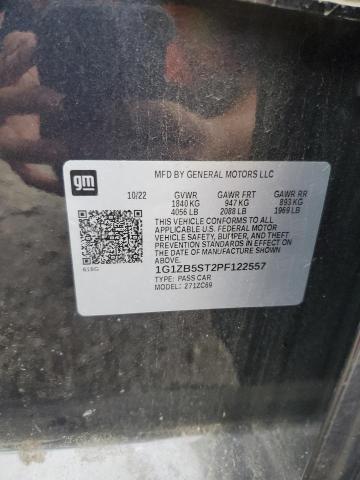 gm
MFD BY GENERAL MOTORS LLC
10/22 GVWR GAWR FRT GAWR RR
1840 KG 947 KG 893 KG
4056 LB 2088 LB 1969 LB
THIS VEHICLE CONFORMS TO ALL
APPLICABLE U.S. FEDERAL MOTOR
VEHICLE SAFETY, BUMPER, AND THEFT
PREVENTION STANDARDS IN EFFECT ON
THE DATE OF MANUFACTURE SHOWN
ABOVE.
1G1ZB5ST2PF122557
TYPE: PASS CAR
MODEL: Z71ZC69